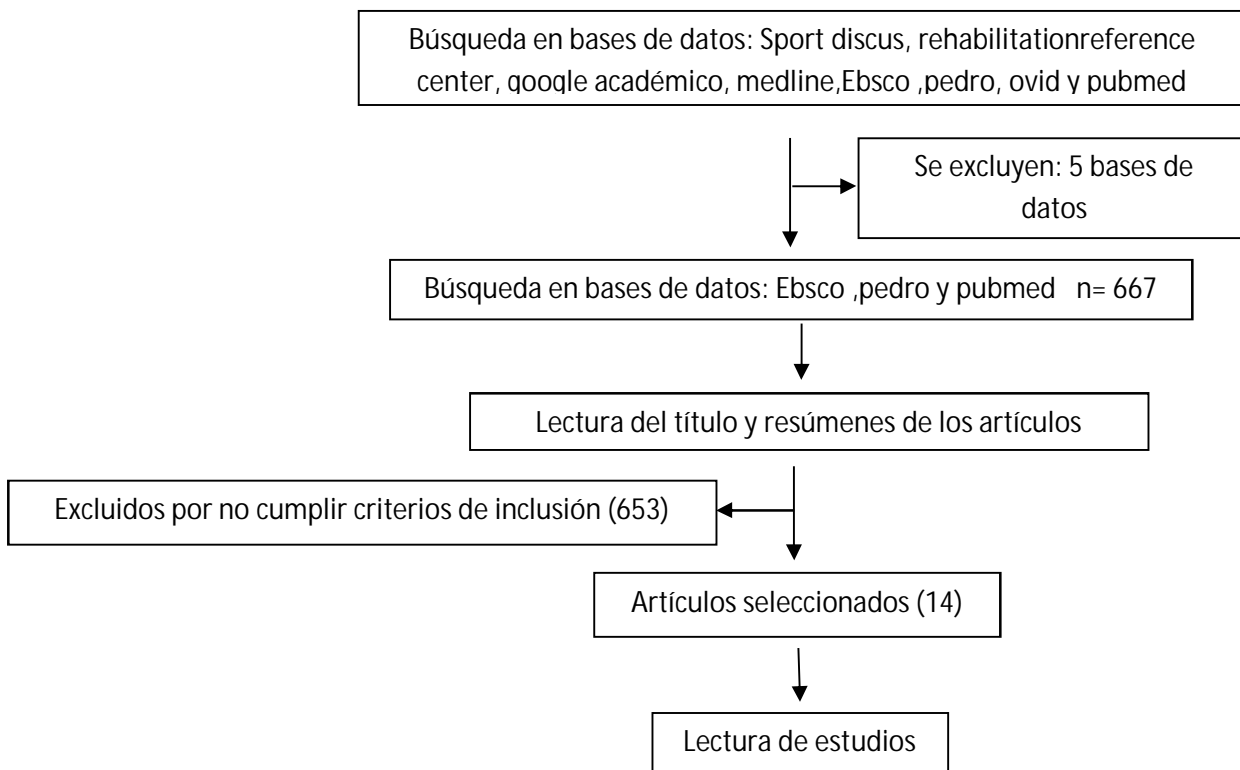 Búsqueda en bases de datos: Sport discus, rehabilitationreference
center, google académico, medline,Ebsco ,pedro, ovid y pubmed
Se excluyen: 5 bases de
datos
Búsqueda en bases de datos: Ebsco ,pedro y pubmed n= 667
Lectura del título y resúmenes de los artículos
Excluidos por no cumplir criterios de inclusión (653)
Artículos seleccionados (14)
Lectura de estudios